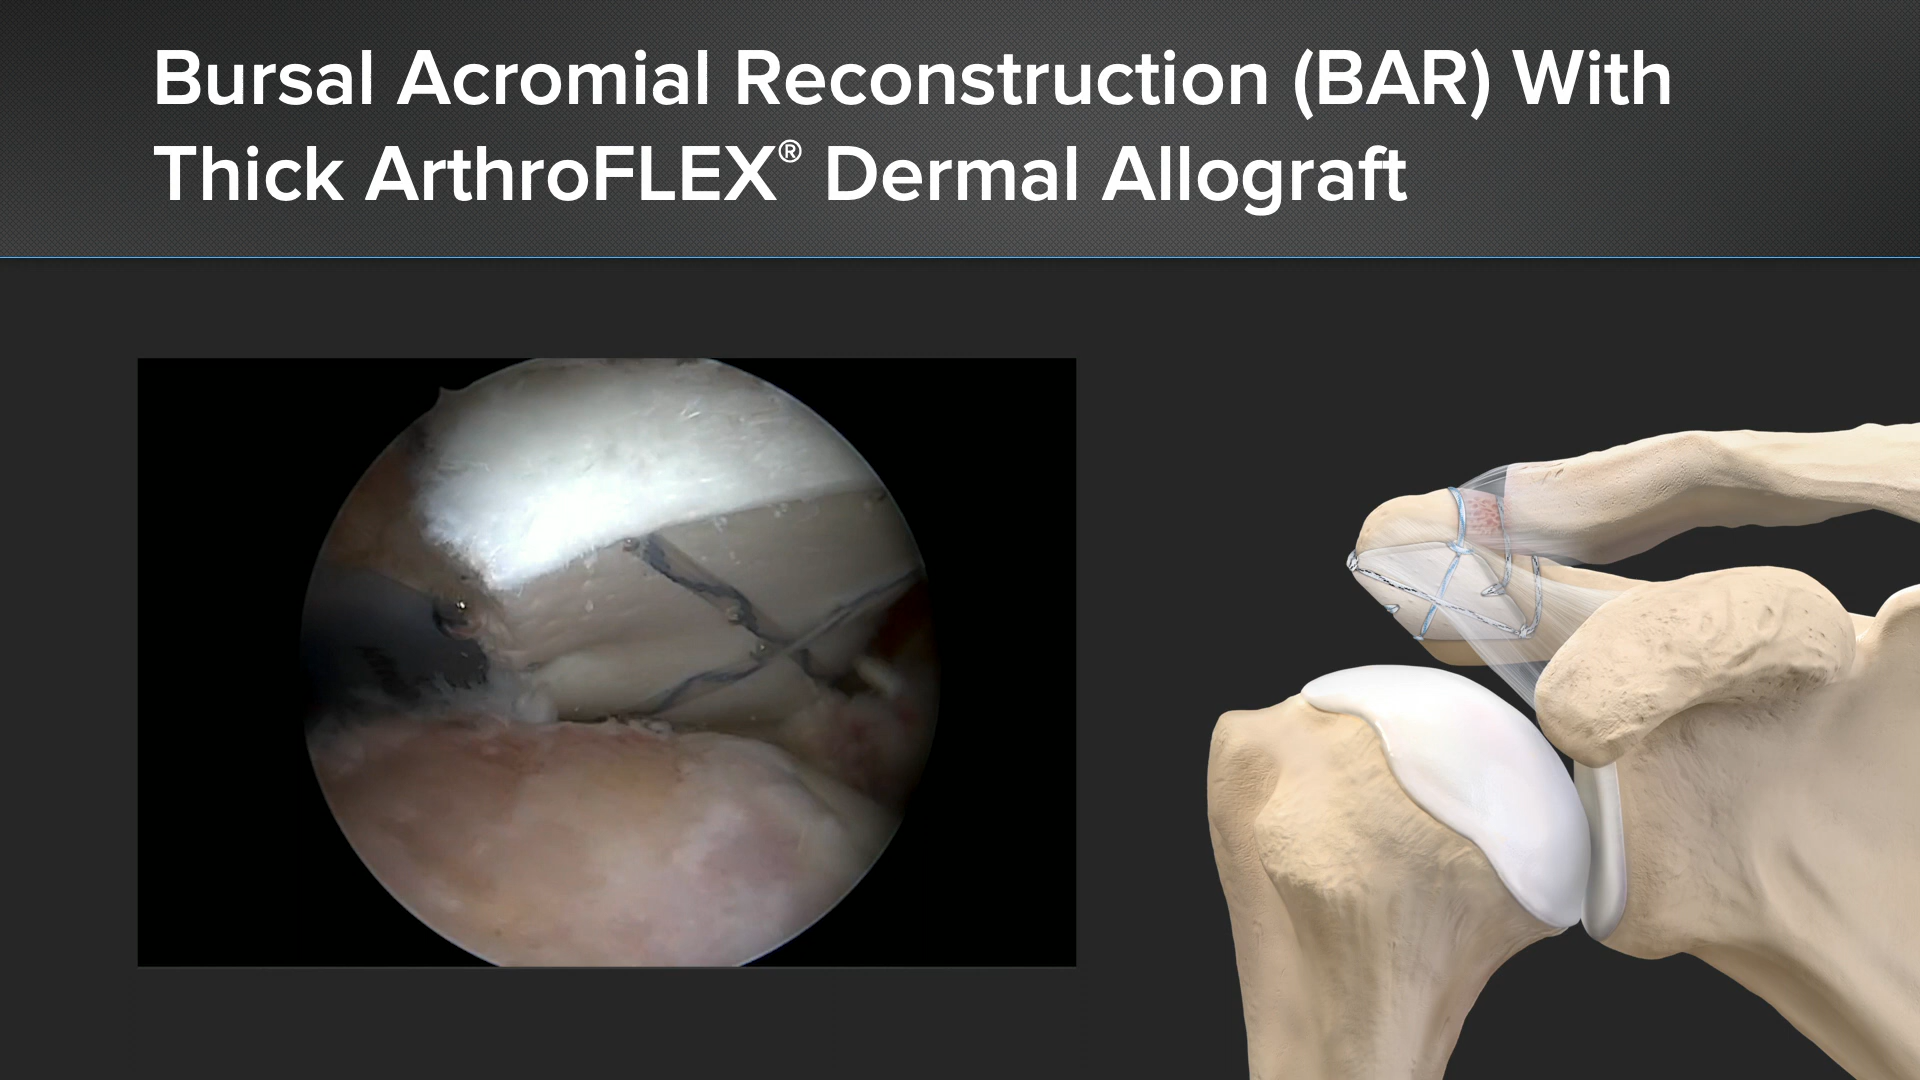 Bursal Acromial Reconstruction (BAR) With
Thick ArthroFLEX® Dermal Allograft